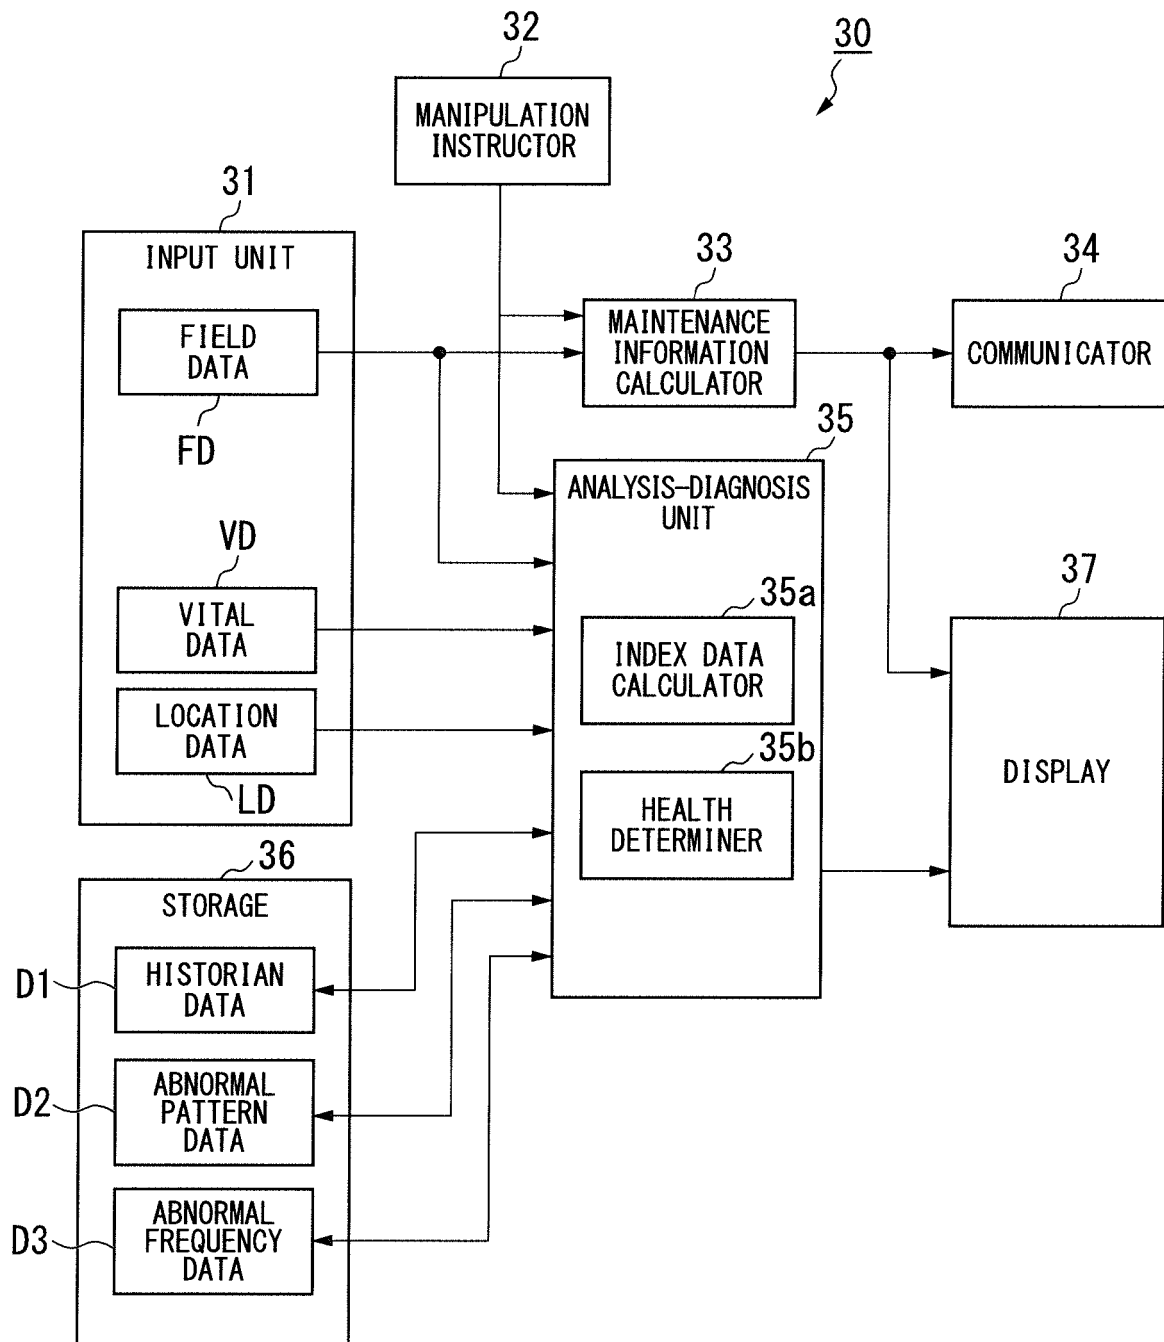 32
30
MANIPULATION
INSTRUCTOR
31
INPUT UNIT
33
34
FIELD
DATA
MAINTENANCE
INFORMATION
CALCULATOR
COMMUNICATOR
FD
35
ANALYSIS-DIAGNOSIS
UNIT
VD
37
VITAL
DATA
35a
INDEX DATA
CALCULATOR
LOCATION
DATA
35b
LD
DISPLAY
HEALTH
DETERMINER
36
STORAGE
D1
HISTORIAN
DATA
D2
ABNORMAL
PATTERN
DATA
D3
ABNORMAL
FREQUENCY
DATA